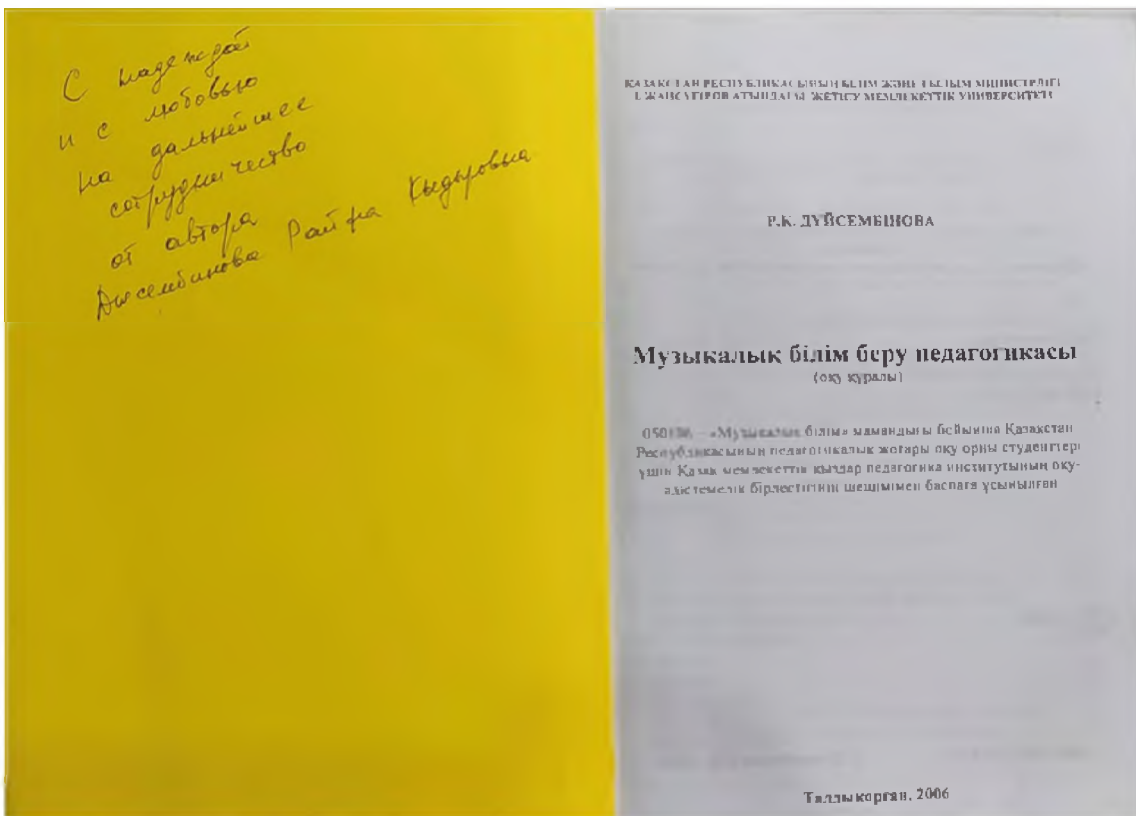 С надеждой
и с любовью
на дальнейшее
сотрудничество
от автора
Дюсембинова Райфа Кыдыровна
ҚАЗАҚСТАН РЕСПУБЛИКАСЫНЫҢ БІЛІМ ЖӘНЕ ҒЫЛЫМ МИНИСТРЛІГІ
І. ЖАНСҮГІРОВ АТЫНДАҒЫ ЖЕТІСУ МЕМЛЕКЕТТІК УНИВЕРСИТЕТІ
Р.К. ДҮЙСЕМБІНОВА
Музыкалық білім беру педагогикасы
(оқу құралы)
«Музыкалық білім» мамандығы бойынша Қазақстан
Республикасының педагогикалық жоғары оқу орны студенттері
үшін Қазақ мемлекеттік қыздар педагогика институтының оқу-
әдістемелік бірлестігінің шешімімен баспаға ұсынылған
Талдықорған, 2006